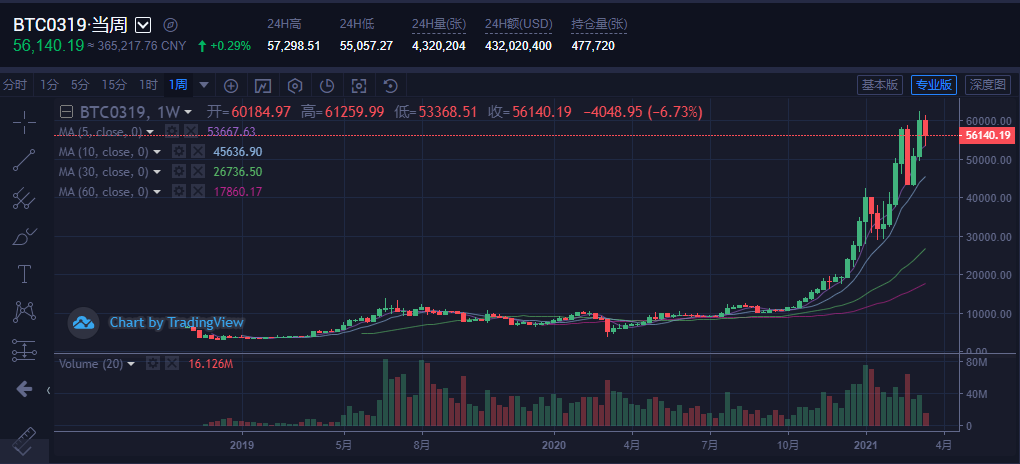 BTC0319·当周
56,140.19 ≈ 365,217.76 CNY +0.29%
24H高 24H低 24H量(张) 24H额(USD) 持仓量(张)
57,298.51 55,057.27 4,320,204 432,020,400 477,720
分时 1分 5分 15分 1时 1周 基本版 专业版 深度图
BTC0319, 1W 开=60184.97 高=61259.99 低=53368.51 收=56140.19 −4048.95 (−6.73%)
MA (5, close, 0) 53667.63
MA (10, close, 0) 45636.90
MA (30, close, 0) 26736.50
MA (60, close, 0) 17860.17
60000.00
56140.19
50000.00
40000.00
30000.00
20000.00
10000.00
0.00
Chart by TradingView
Volume (20) 16.126M
80M
40M
0
2019 5月 8月 2020 4月 7月 10月 2021 4月